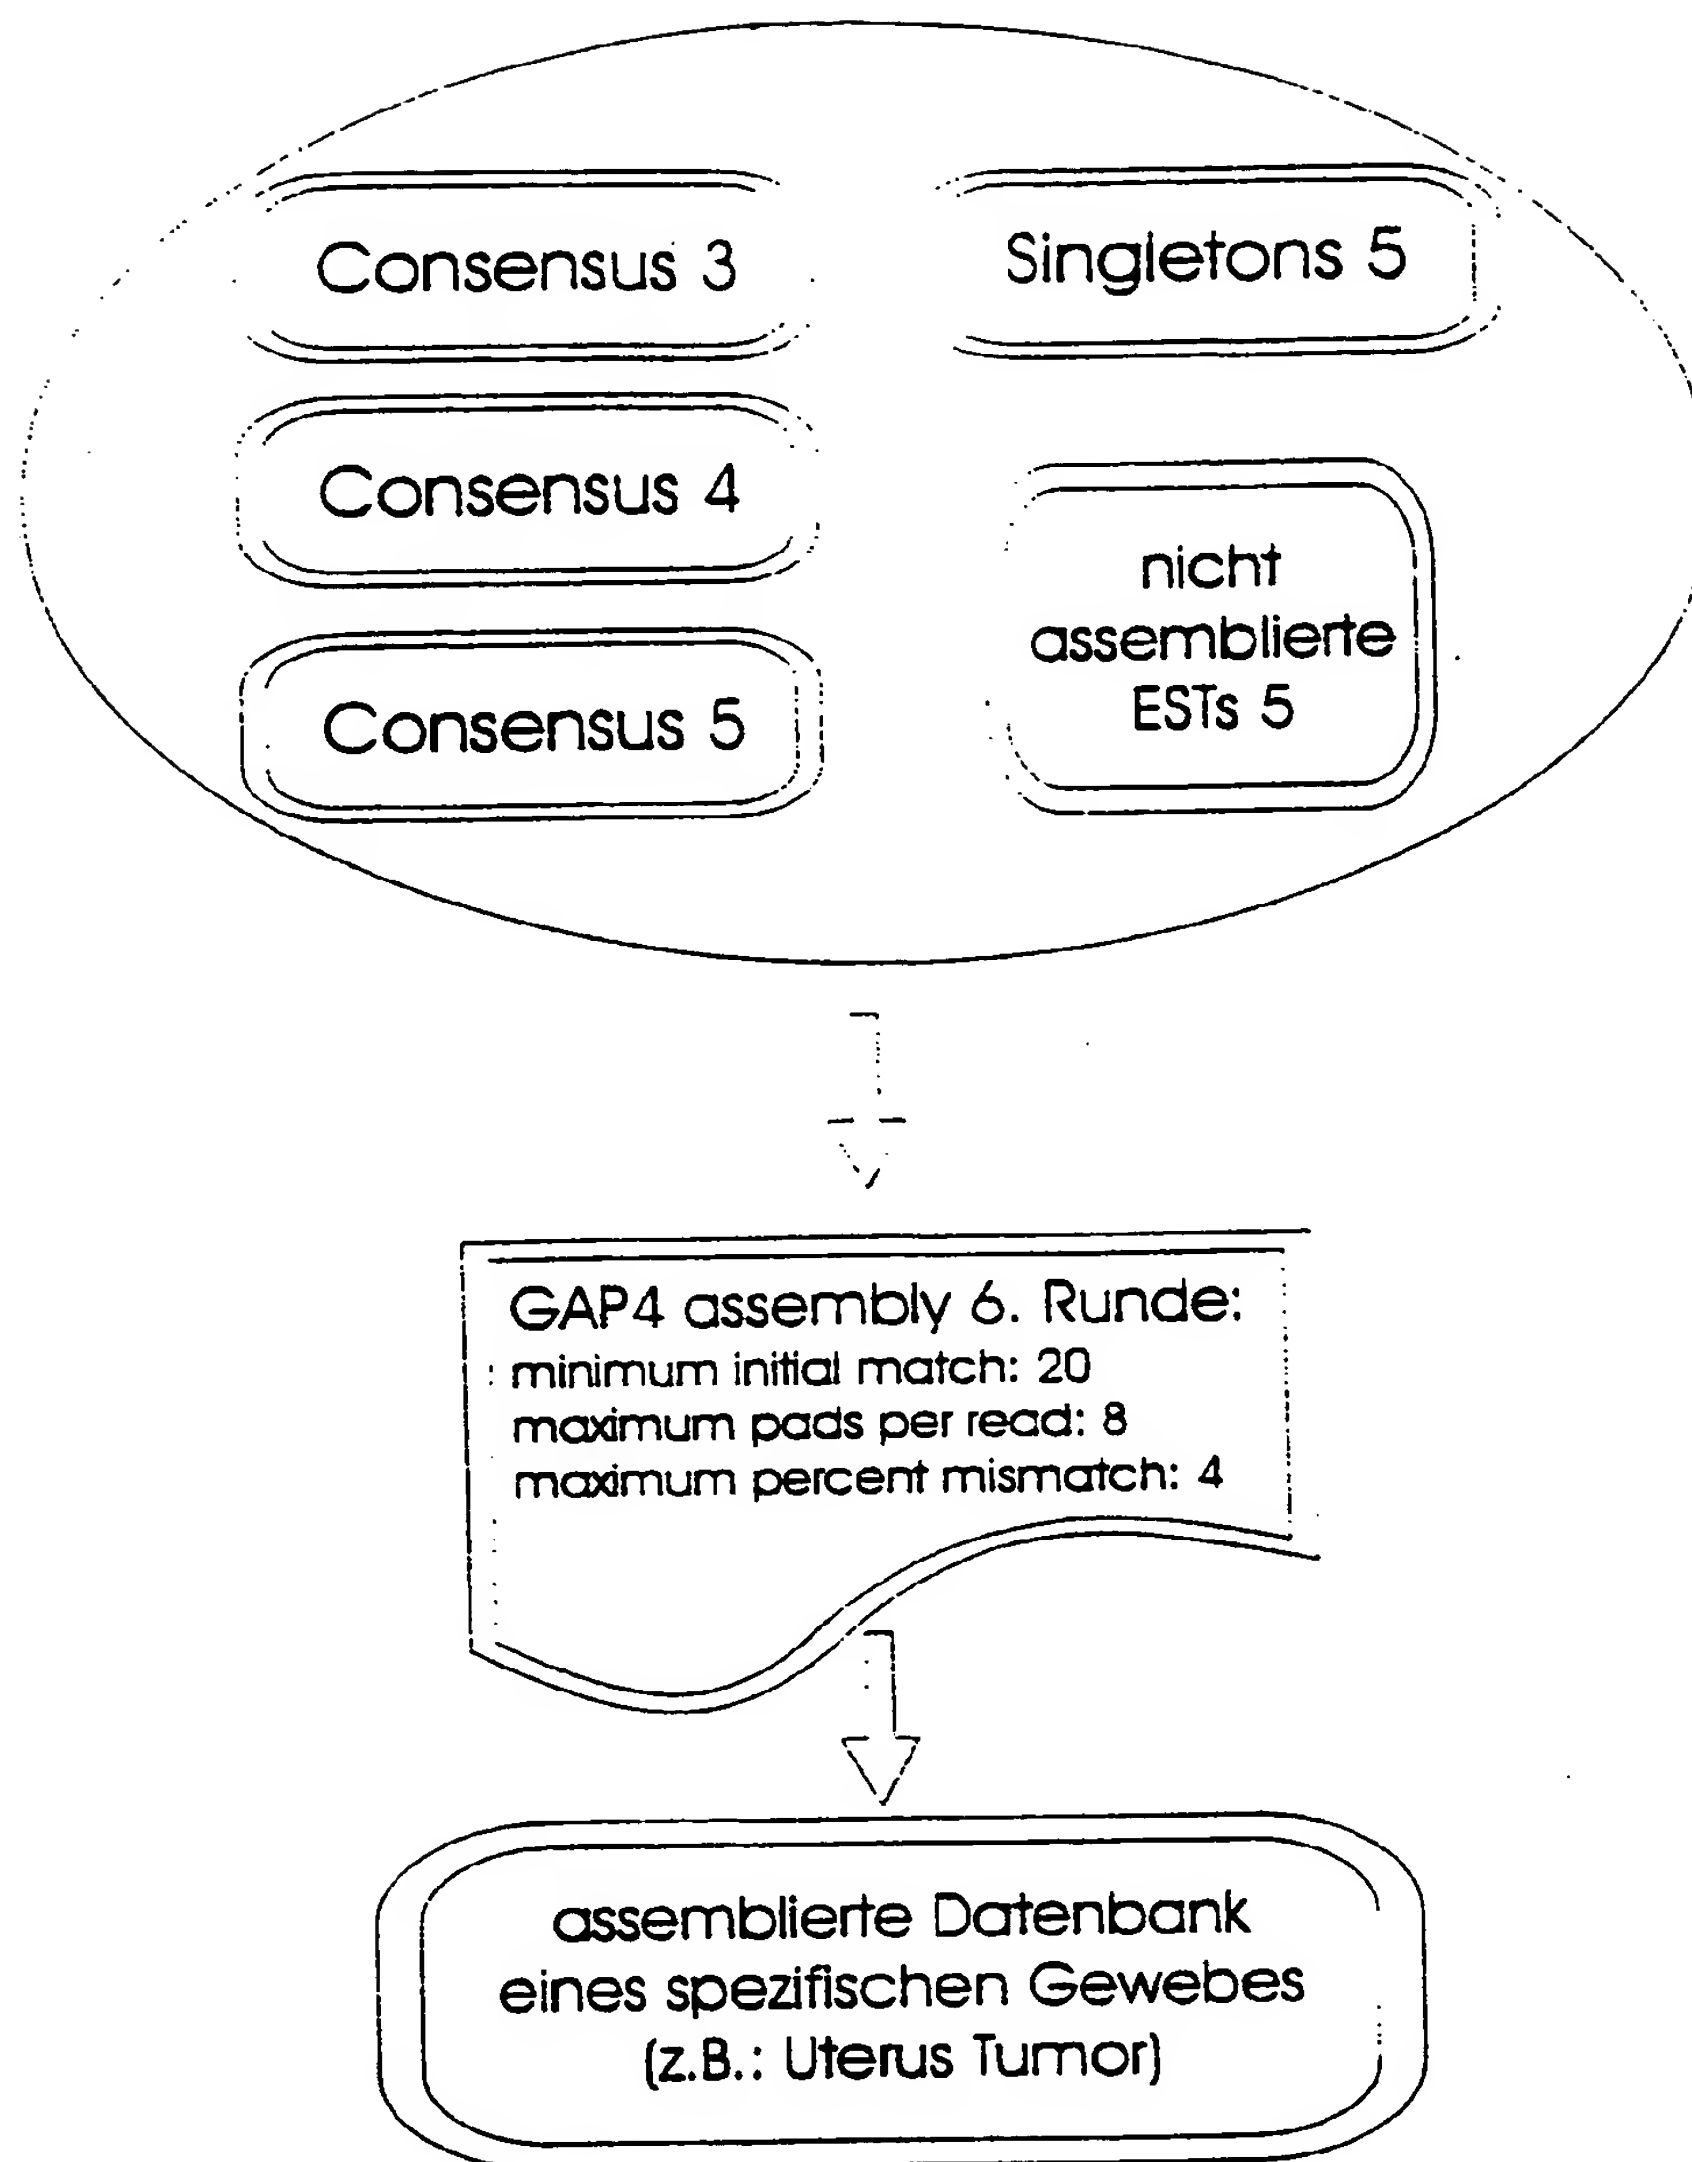 Consensus 3
Singletons 5
Consensus 4
Consensus 5
nicht
assemblierte
ESTs 5
GAP4 assembly 6. Runde:
minimum initial match: 20
maximum pads per read: 8
maximum percent mismatch: 4
assemblierte Datenbank
eines spezifischen Gewebes
(z.B.: Uterus Tumor)